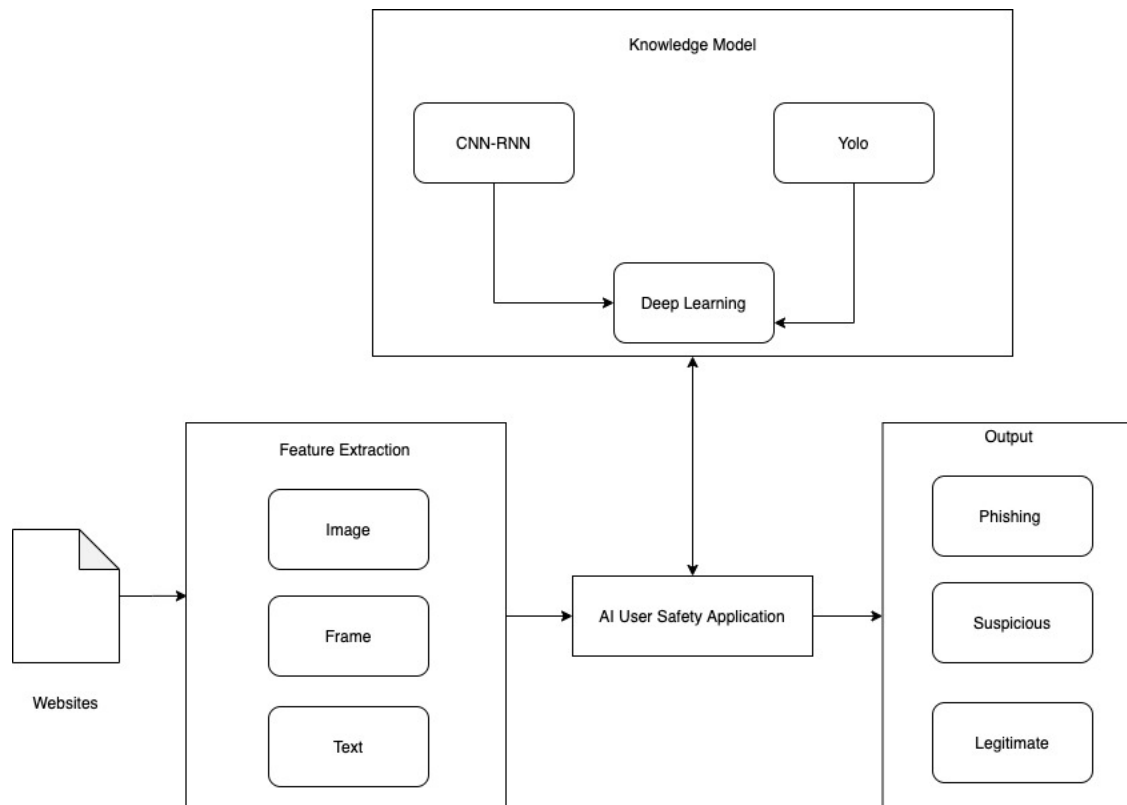 Knowledge Model
CNN-RNN
Yolo
Deep Learning
Feature Extraction
Image
Frame
Text
Websites
AI User Safety Application
Output
Phishing
Suspicious
Legitimate